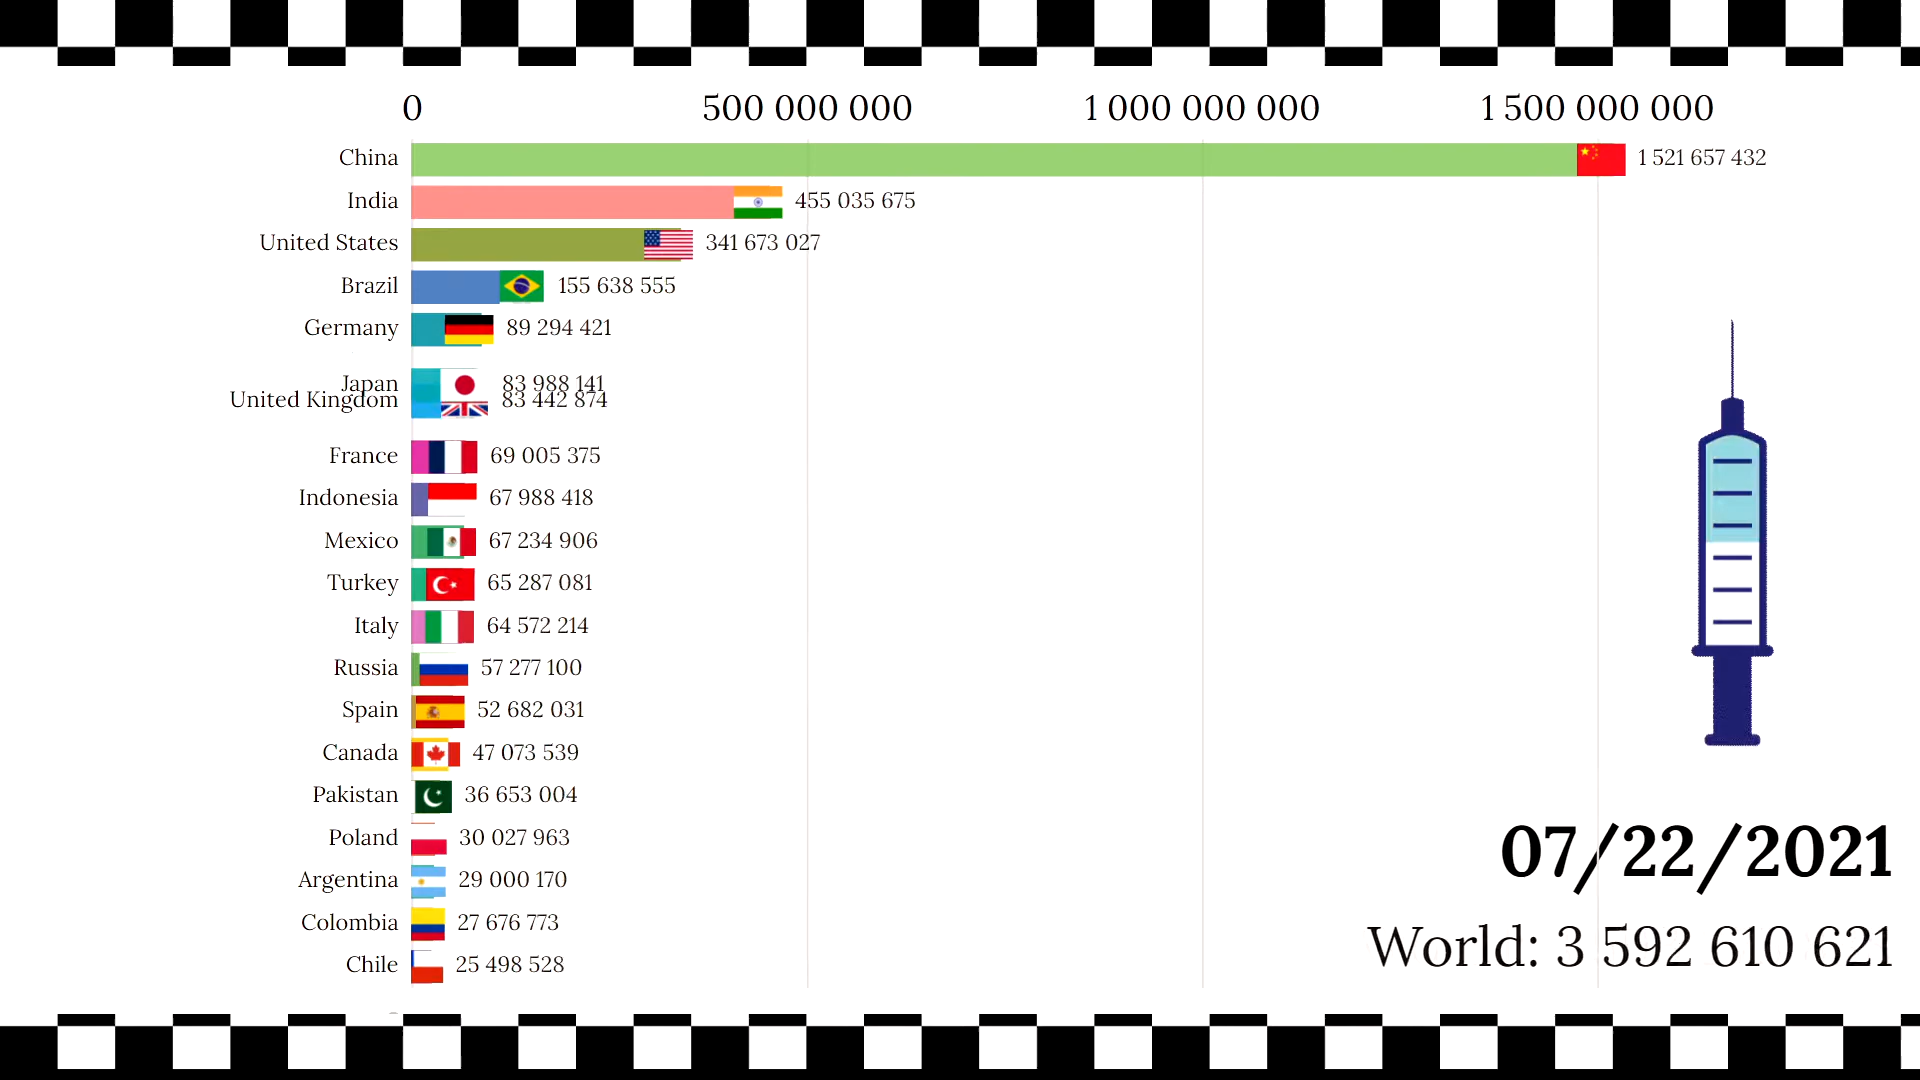 0 500 000 000 1 000 000 000 1 500 000 000
China 1 521 657 432
India 455 035 675
United States 341 673 027
Brazil 155 638 555
Germany 89 294 421
Japan 83 988 141
United Kingdom 83 442 874
France 69 005 375
Indonesia 67 988 418
Mexico 67 234 906
Turkey 65 287 081
Italy 64 572 214
Russia 57 277 100
Spain 52 682 031
Canada 47 073 539
Pakistan 36 653 004
Poland 30 027 963
Argentina 29 000 170
Colombia 27 676 773
Chile 25 498 528
07/22/2021
World: 3 592 610 621